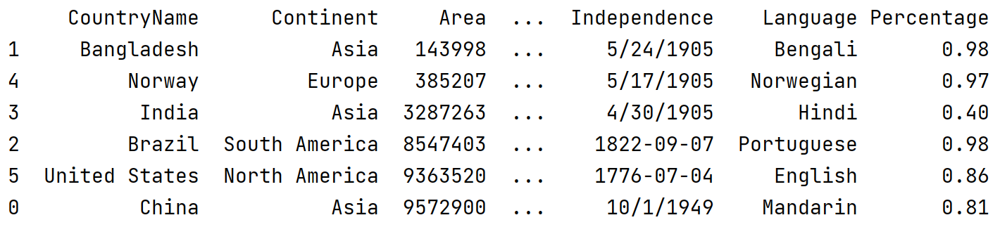 CountryName Continent Area ... Independence Language Percentage
1 Bangladesh Asia 143998 ... 5/24/1905 Bengali 0.98
4 Norway Europe 385207 ... 5/17/1905 Norwegian 0.97
3 India Asia 3287263 ... 4/30/1905 Hindi 0.40
2 Brazil South America 8547403 ... 1822-09-07 Portuguese 0.98
5 United States North America 9363520 ... 1776-07-04 English 0.86
0 China Asia 9572900 ... 10/1/1949 Mandarin 0.81